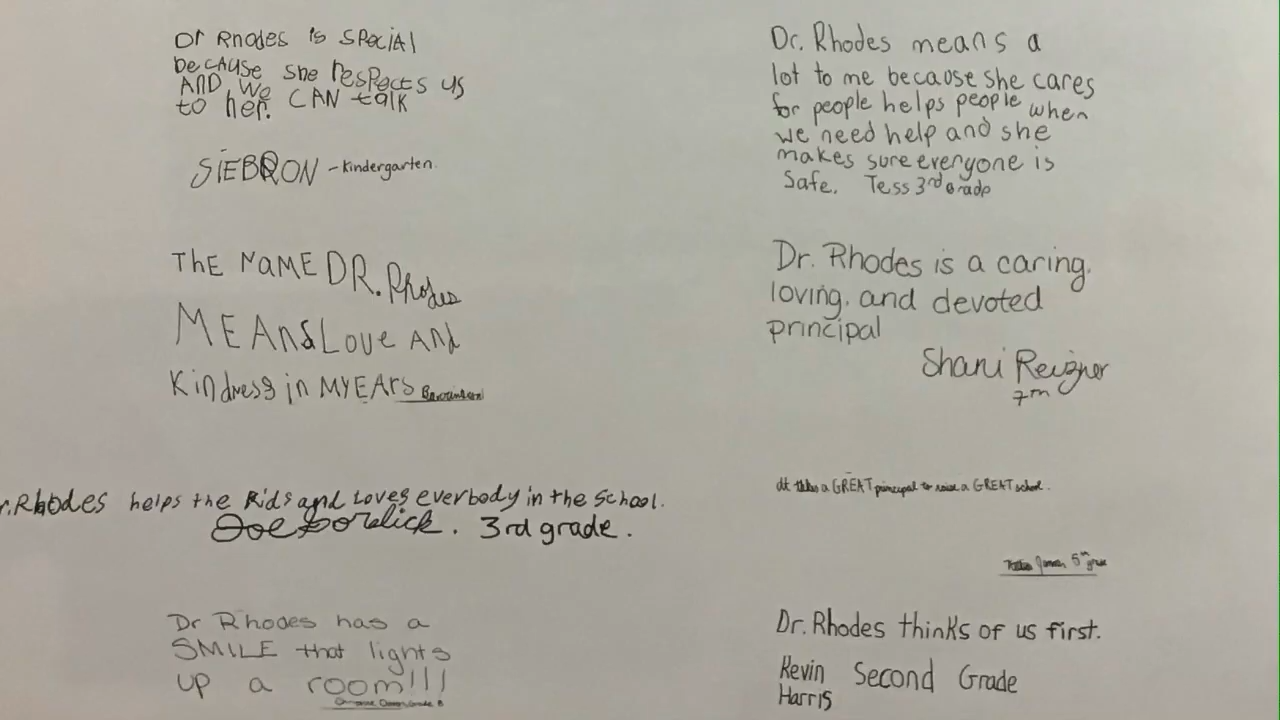 Dr Rhodes is special
because she respects us
AND we CAN talk
to her.
SIEBRON - Kindergarten.
ThE NaME DR. Rhodes
MEANS Love ANd
Kindness in MY EArs
r. Rhodes helps the Kids and Loves everbody in the School.
Joe Gorelick. 3rd grade.
Dr Rhodes has a
SMILE that lights
up a room!!!
Dr. Rhodes means a
lot to me because she cares
for people helps people when
we need help and she
makes sure everyone is
Safe. Tess 3rd Grade
Dr. Rhodes is a caring,
loving, and devoted
principal
Shani
7th
It takes a GREAT principal to raise a GREAT school.
5th grade
Dr. Rhodes thinks of us first.
Kevin Second Grade
Harris